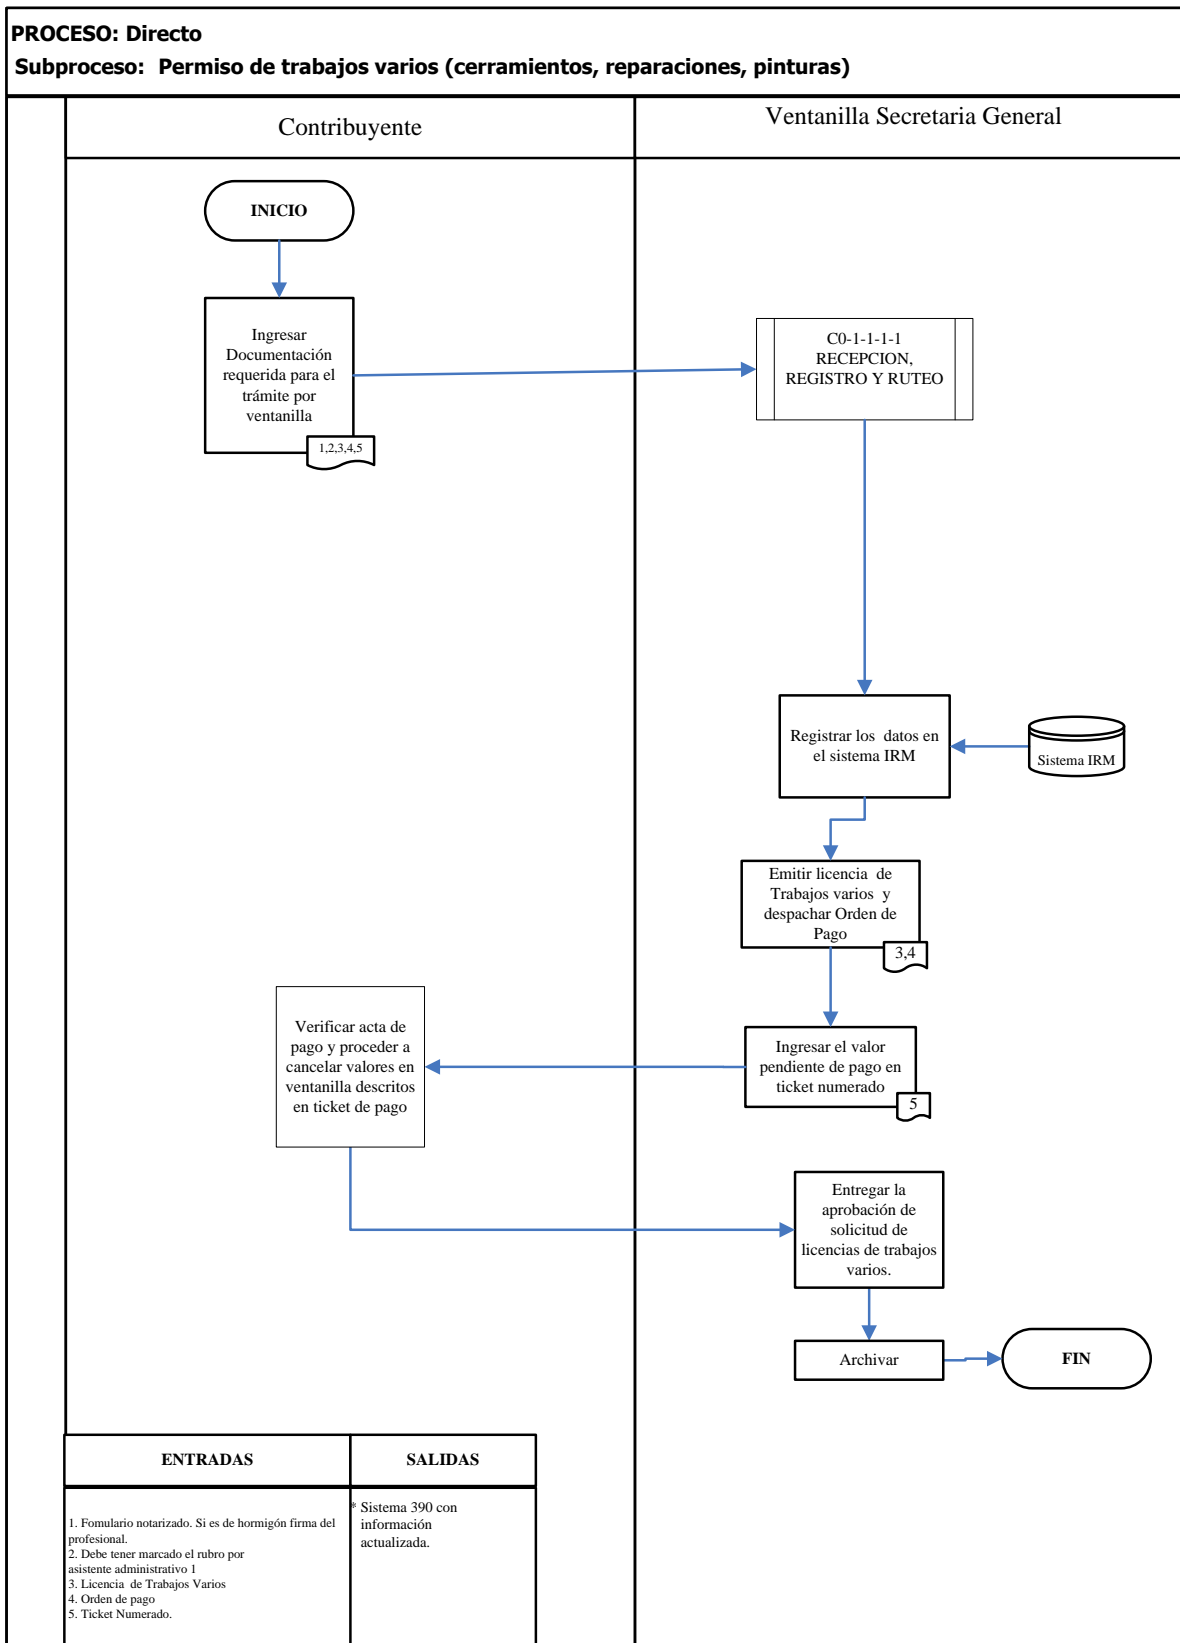 PROCESO: Directo
Subproceso: Permiso de trabajos varios (cerramientos, reparaciones, pinturas)
Contribuyente
Ventanilla Secretaria General
INICIO
Ingresar
Documentación
requerida para el
trámite por
ventanilla
1,2,3,4,5
C0-1-1-1-1
RECEPCION,
REGISTRO Y RUTEO
Registrar los datos en
el sistema IRM
Sistema IRM
Emitir licencia de
Trabajos varios y
despachar Orden de
Pago
3,4
Verificar acta de
pago y proceder a
cancelar valores en
ventanilla descritos
en ticket de pago
Ingresar el valor
pendiente de pago en
ticket numerado
5
Entregar la
aprobación de
solicitud de
licencias de trabajos
varios.
Archivar
FIN
ENTRADAS
SALIDAS
1. Fomulario notarizado. Si es de hormigón firma del
profesional.
2. Debe tener marcado el rubro por
asistente administrativo 1
3. Licencia de Trabajos Varios
4. Orden de pago
5. Ticket Numerado.
* Sistema 390 con
información
actualizada.